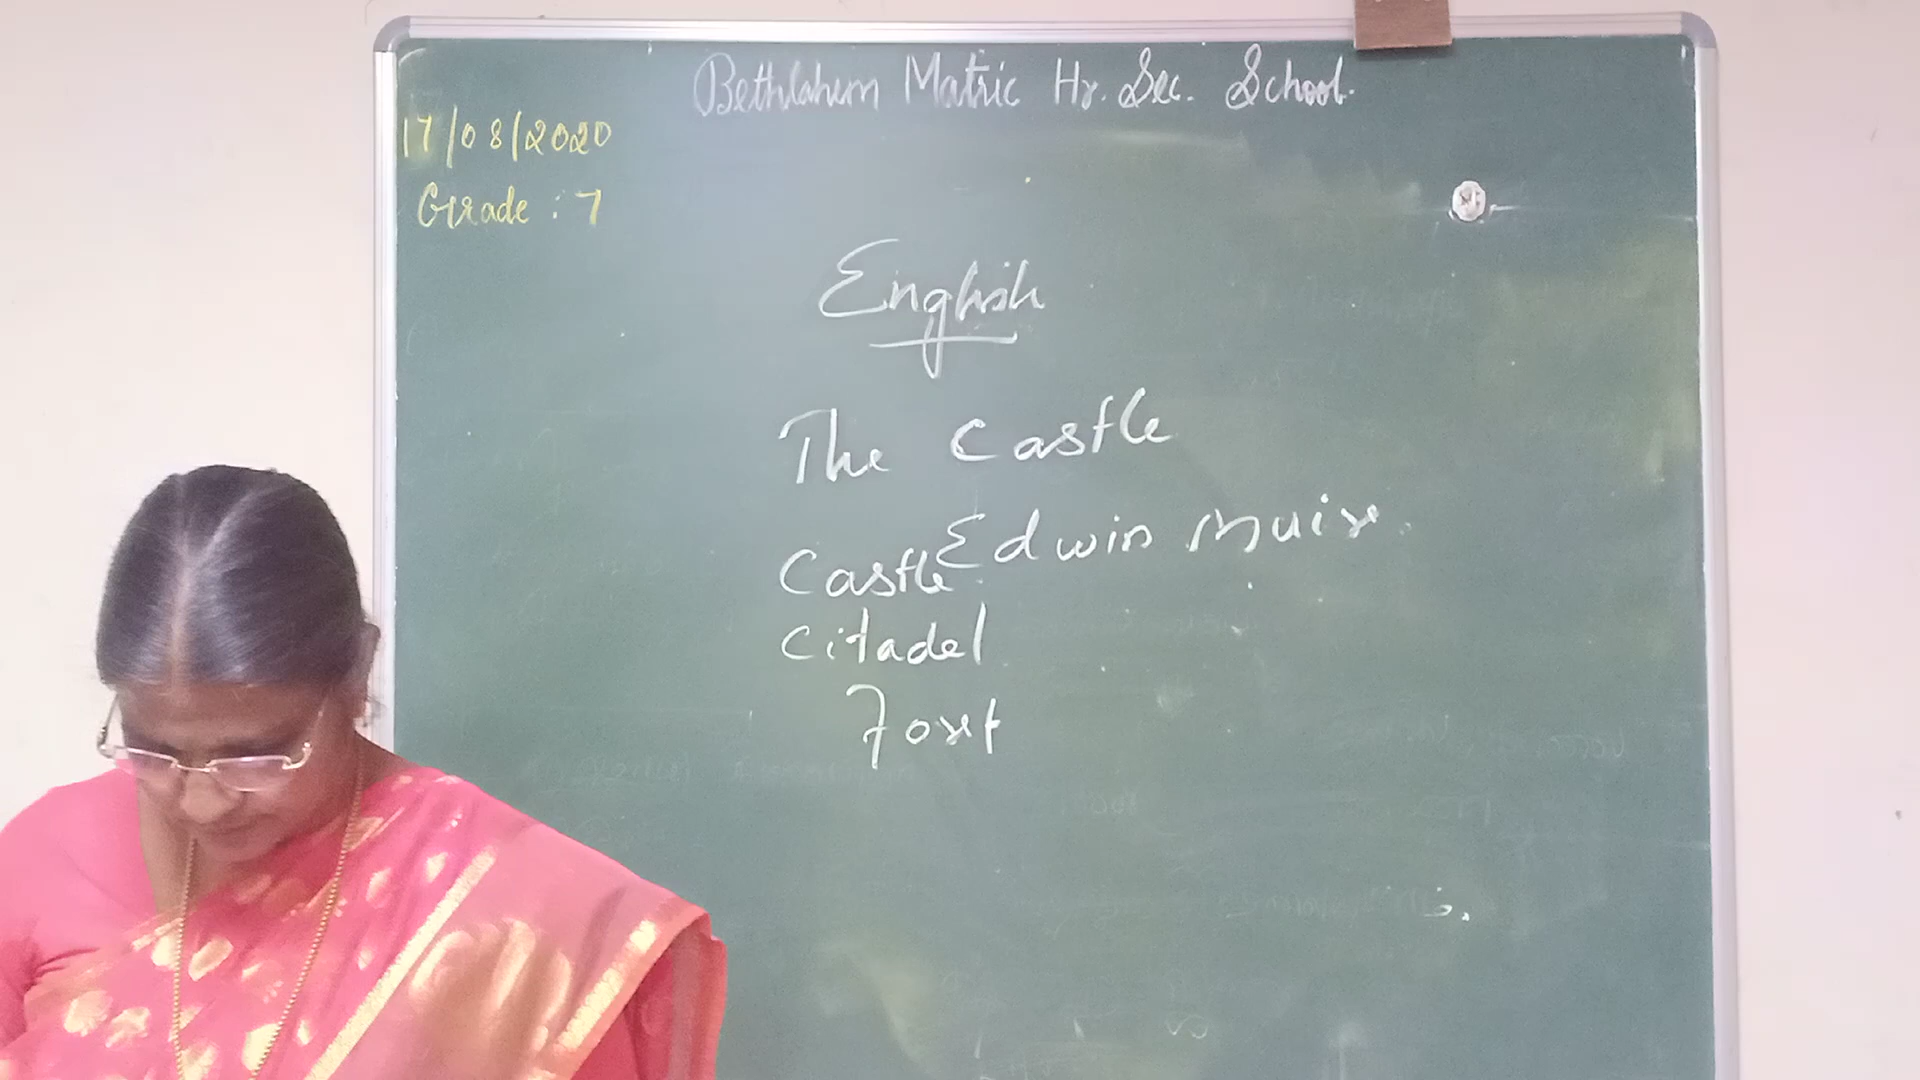 Bethlahem Matric Hr. Sec. School.
17/08/2020
Grade : 7
English
The Castle
Edwin Muir.
Castle
Citadel
Fort